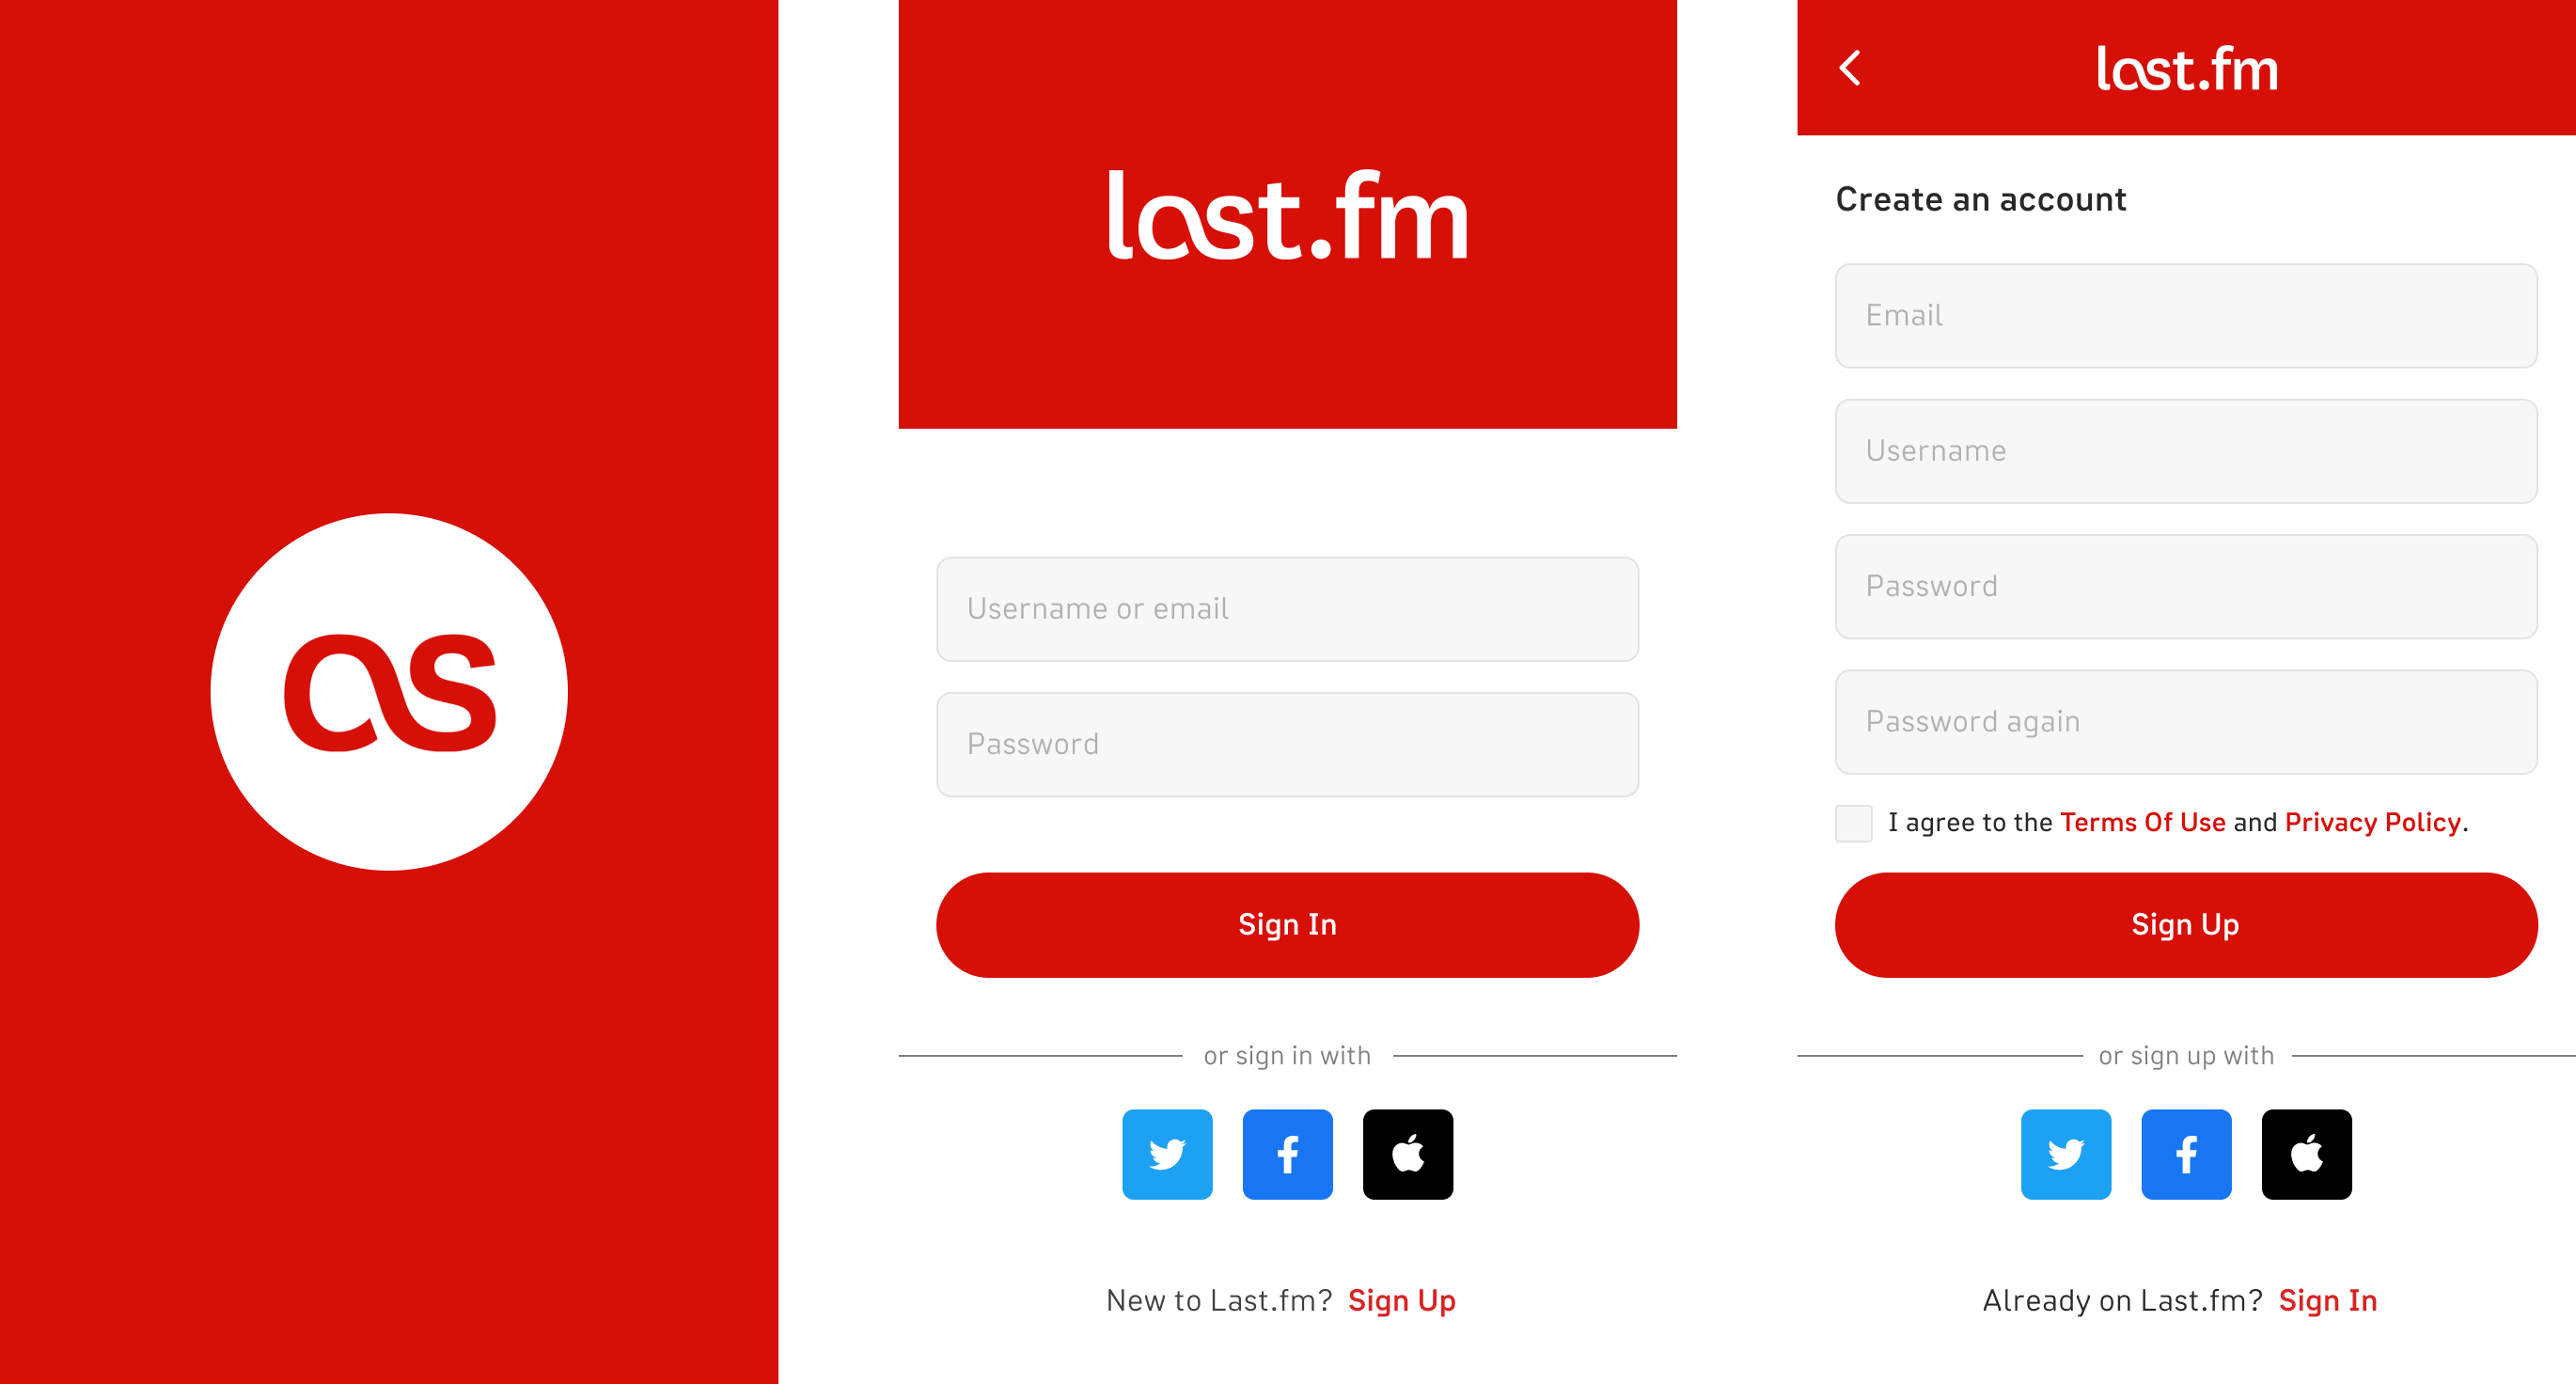 as
last.fm
Username or email
Password
Sign In
or sign in with
New to Last.fm? Sign Up
last.fm
Create an account
Email
Username
Password
Password again
I agree to the Terms Of Use and Privacy Policy.
Sign Up
or sign up with
Already on Last.fm? Sign In